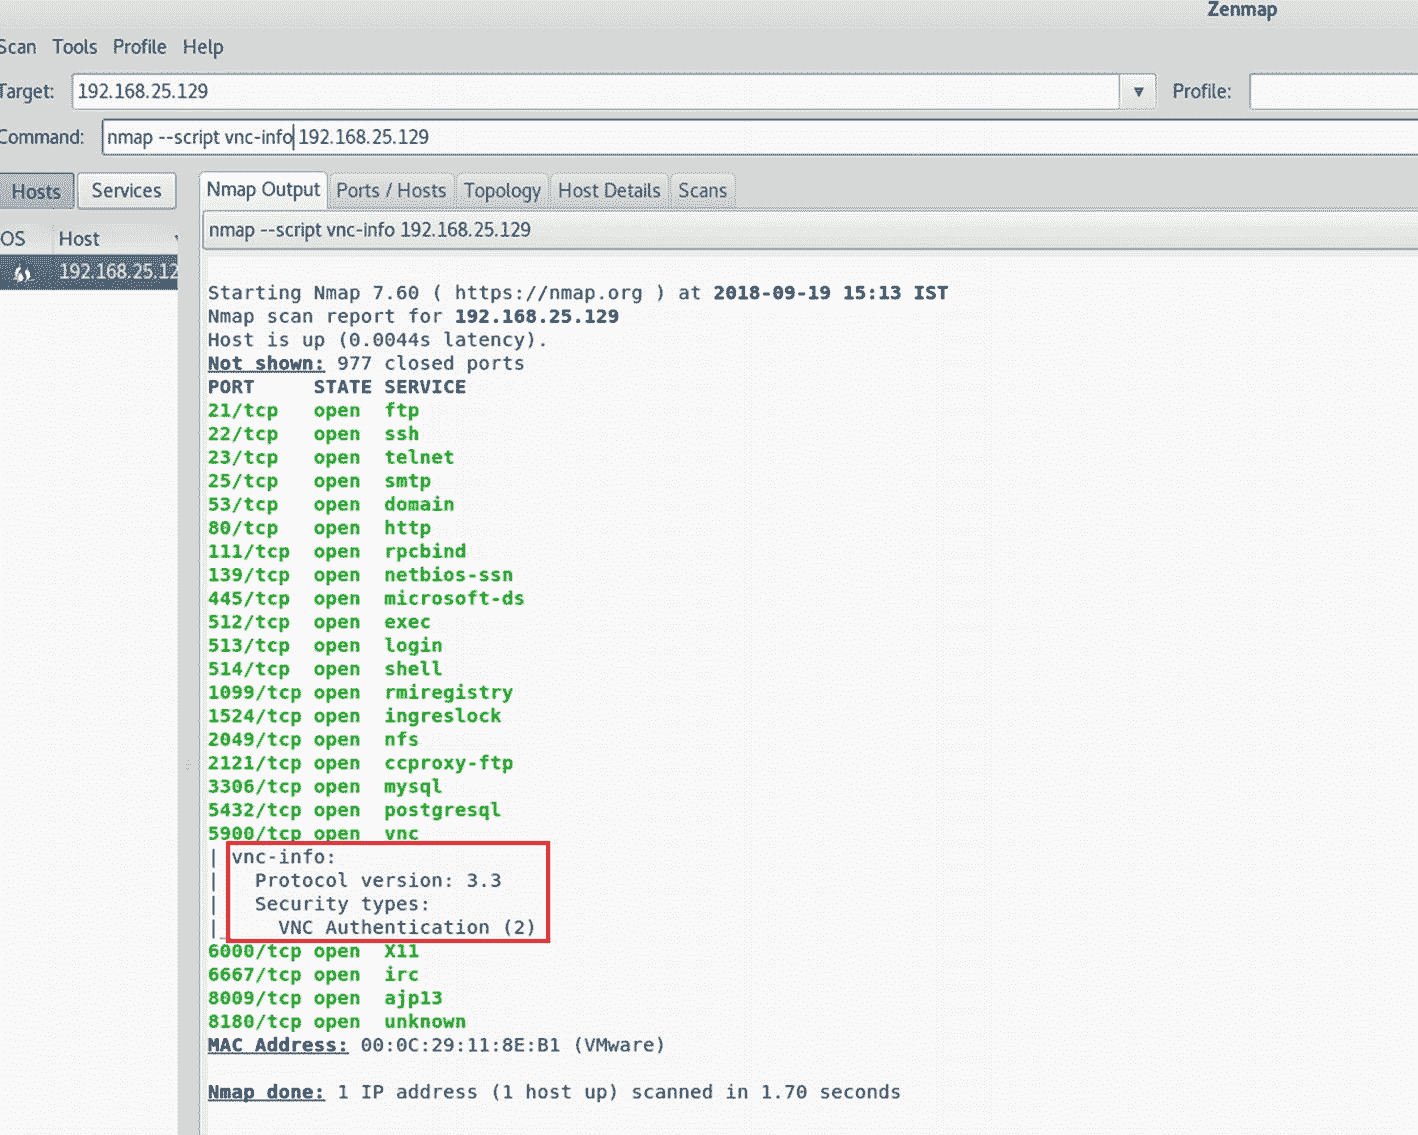 Zenmap
Scan Tools Profile Help
Target: 192.168.25.129 Profile:
Command: nmap --script vnc-info 192.168.25.129
Hosts Services
Nmap Output Ports / Hosts Topology Host Details Scans
OS Host
192.168.25.12
nmap --script vnc-info 192.168.25.129
Starting Nmap 7.60 ( https://nmap.org ) at 2018-09-19 15:13 IST
Nmap scan report for 192.168.25.129
Host is up (0.0044s latency).
Not shown: 977 closed ports
PORT STATE SERVICE
21/tcp open ftp
22/tcp open ssh
23/tcp open telnet
25/tcp open smtp
53/tcp open domain
80/tcp open http
111/tcp open rpcbind
139/tcp open netbios-ssn
445/tcp open microsoft-ds
512/tcp open exec
513/tcp open login
514/tcp open shell
1099/tcp open rmiregistry
1524/tcp open ingreslock
2049/tcp open nfs
2121/tcp open ccproxy-ftp
3306/tcp open mysql
5432/tcp open postgresql
5900/tcp open vnc
| vnc-info:
|   Protocol version: 3.3
|   Security types:
|_    VNC Authentication (2)
6000/tcp open X11
6667/tcp open irc
8009/tcp open ajp13
8180/tcp open unknown
MAC Address: 00:0C:29:11:8E:B1 (VMware)
Nmap done: 1 IP address (1 host up) scanned in 1.70 seconds